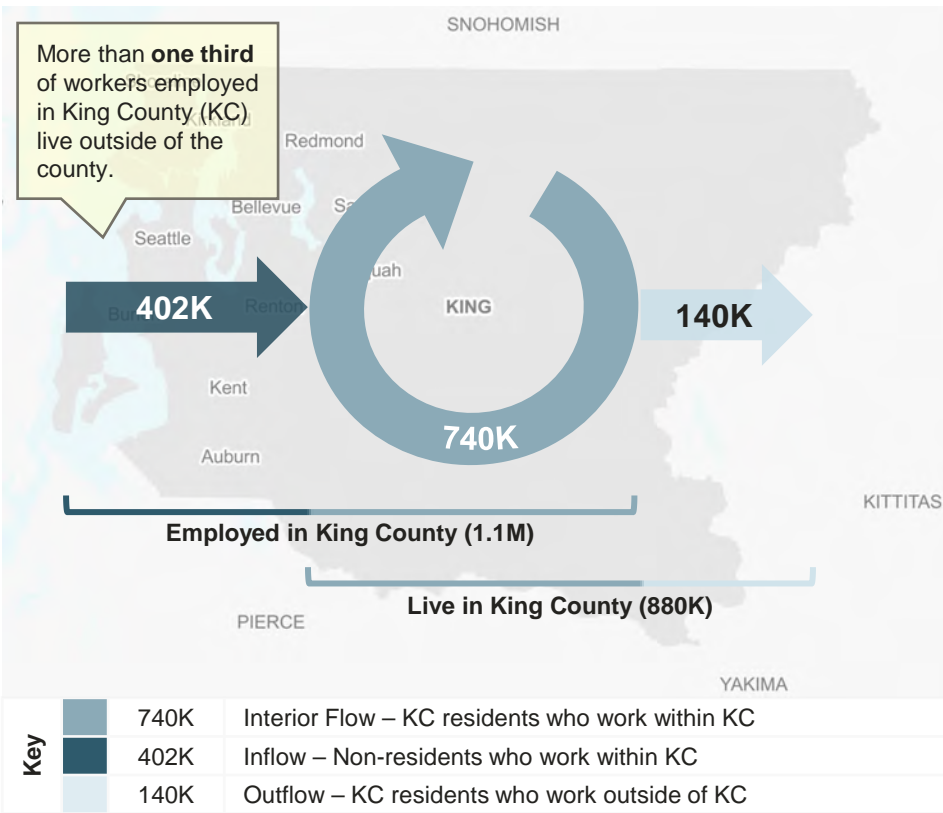 SNOHOMISH
More than one third
of workers employed
in King County (KC)
live outside of the
county.
Shoreline
Kirkland
Redmond
Bellevue
Seattle
Renton
KING
402K
140K
Kent
740K
Auburn
KITTITAS
Employed in King County (1.1M)
Live in King County (880K)
PIERCE
YAKIMA
Key
740K Interior Flow – KC residents who work within KC
402K Inflow – Non-residents who work within KC
140K Outflow – KC residents who work outside of KC